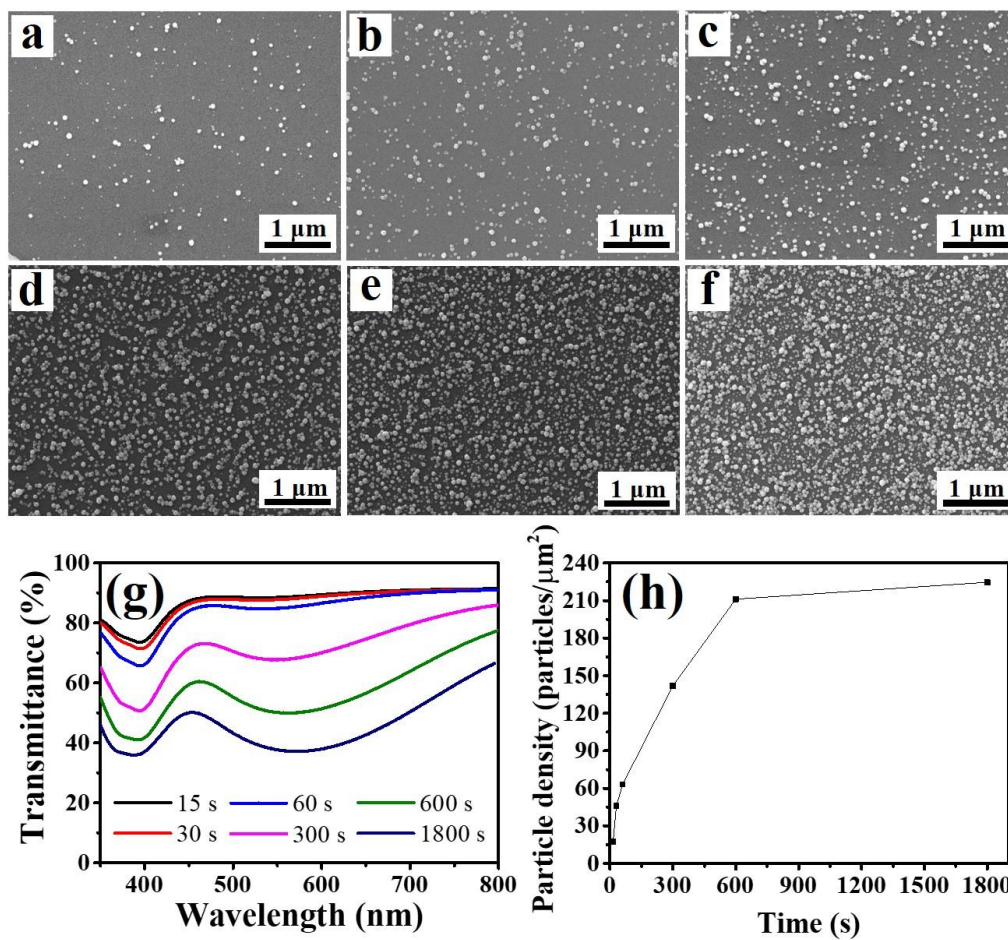 a
b
c
1 µm
1 µm
1 µm
d
e
f
1 µm
1 µm
1 µm
(g)
Transmittance (%)
100
80
60
40
20
0
15 s
60 s
600 s
30 s
300 s
1800 s
400
500
600
700
800
Wavelength (nm)
(h)
Particle density (particles/µm²)
240
210
180
150
120
90
60
30
0
0
300
600
900
1200
1500
1800
Time (s)